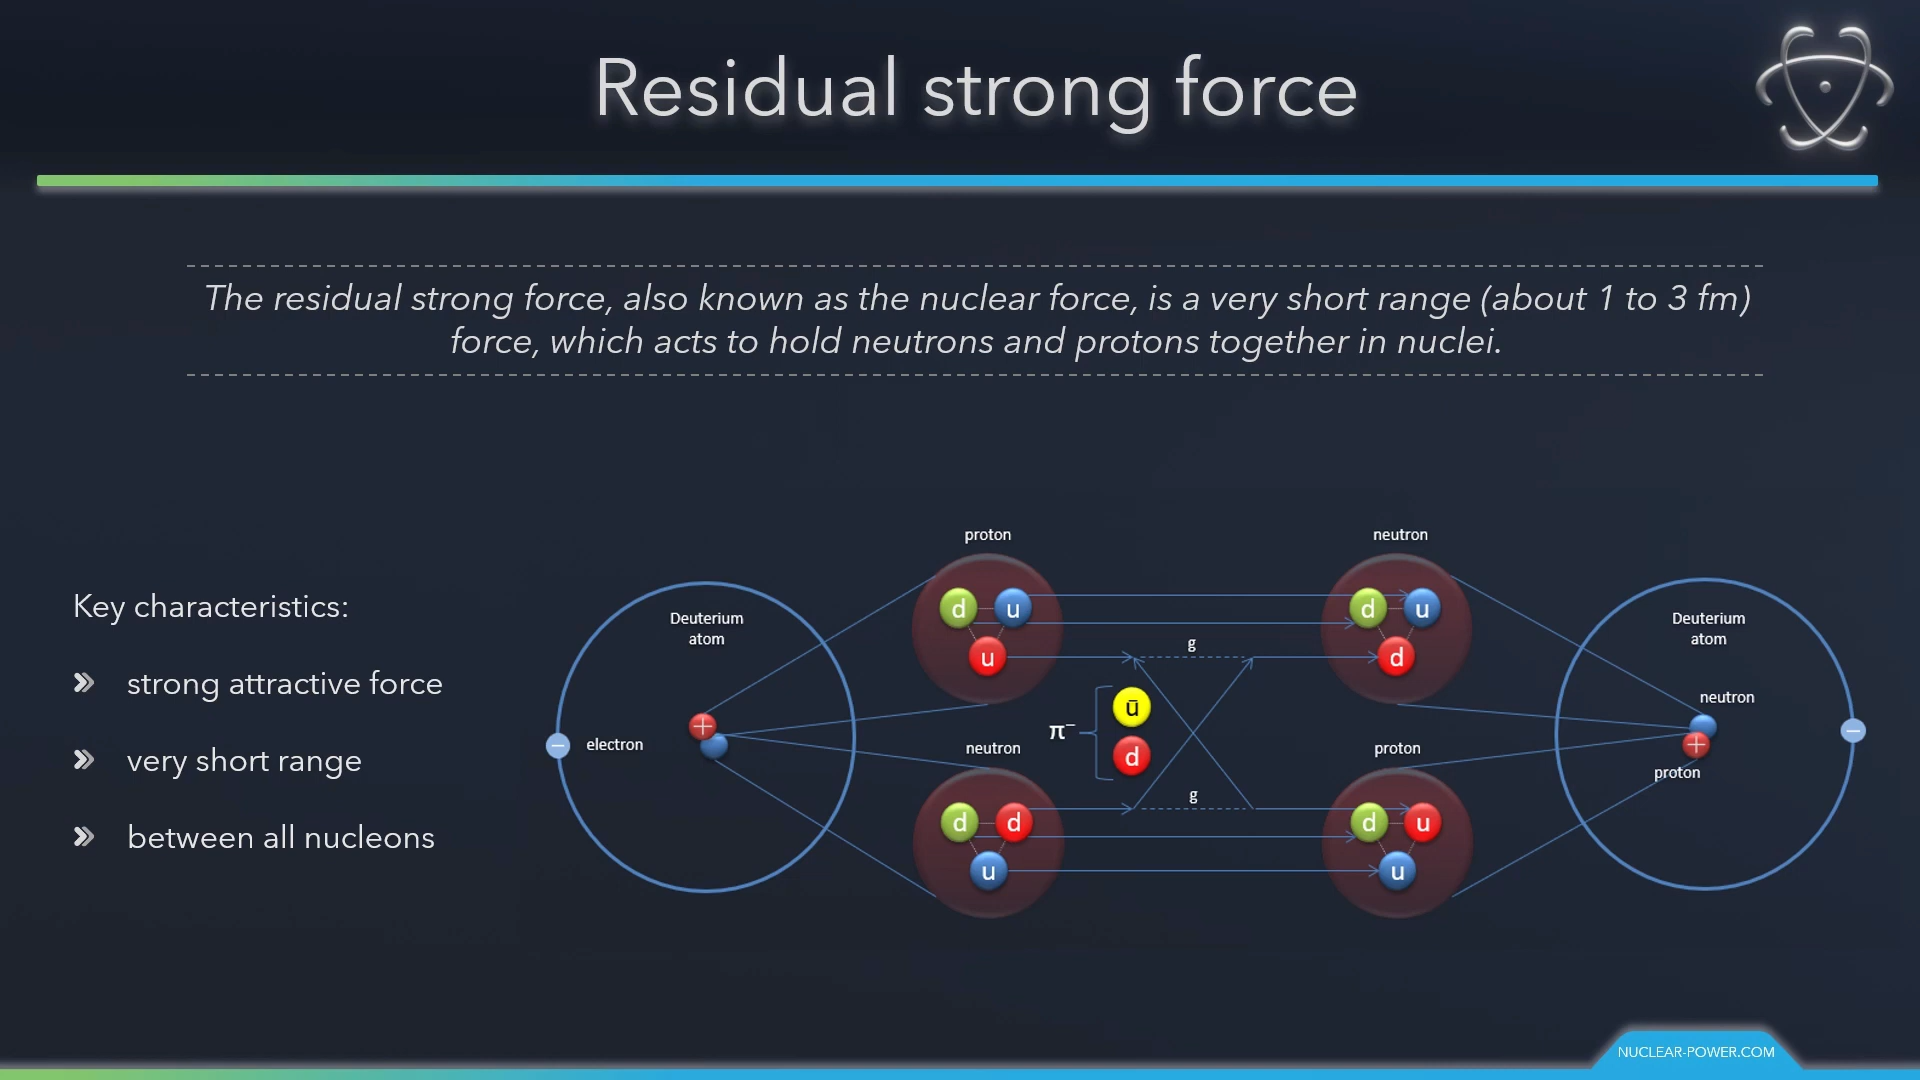 Residual strong force
The residual strong force, also known as the nuclear force, is a very short range (about 1 to 3 fm)
force, which acts to hold neutrons and protons together in nuclei.
Key characteristics:
strong attractive force
very short range
between all nucleons
Deuterium
atom
electron
−
+
proton
d
u
u
neutron
d
d
u
g
π⁻
ū
d
g
neutron
d
u
d
proton
d
u
u
Deuterium
atom
neutron
+
proton
−
NUCLEAR-POWER.COM